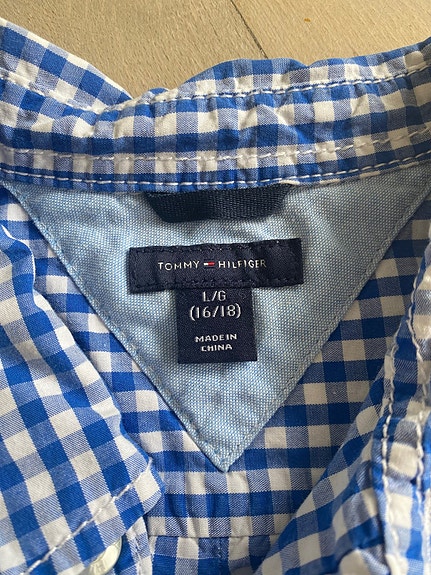 TOMMY HILFIGER
L/G
(16/18)
MADE IN
CHINA